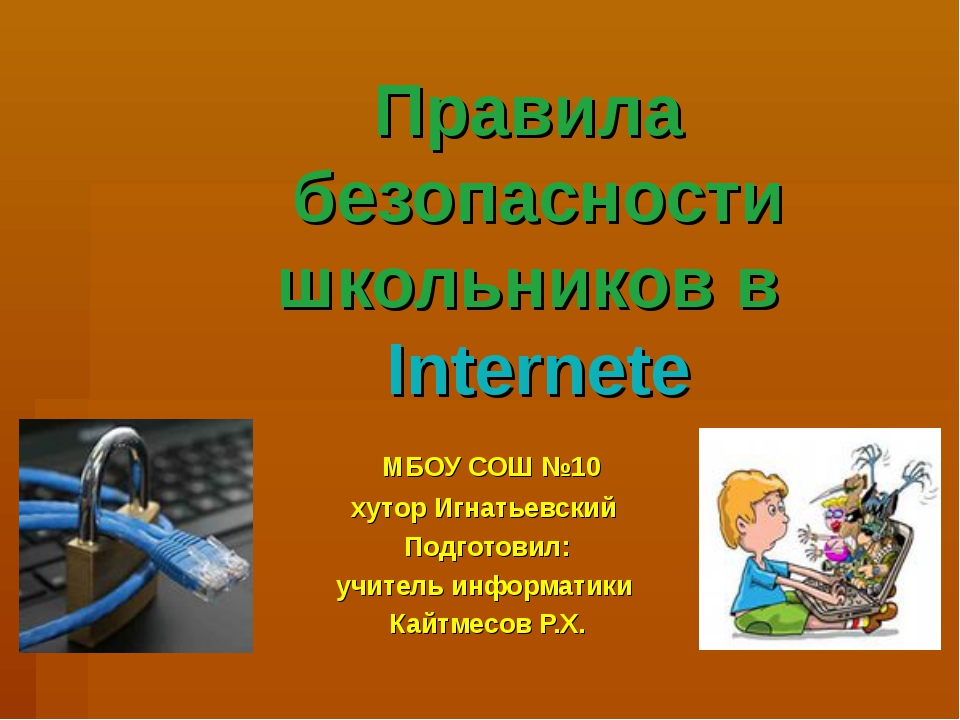 Правила
безопасности
школьников в
Internete
МБОУ СОШ №10
хутор Игнатьевский
Подготовил:
учитель информатики
Кайтмесов Р.Х.